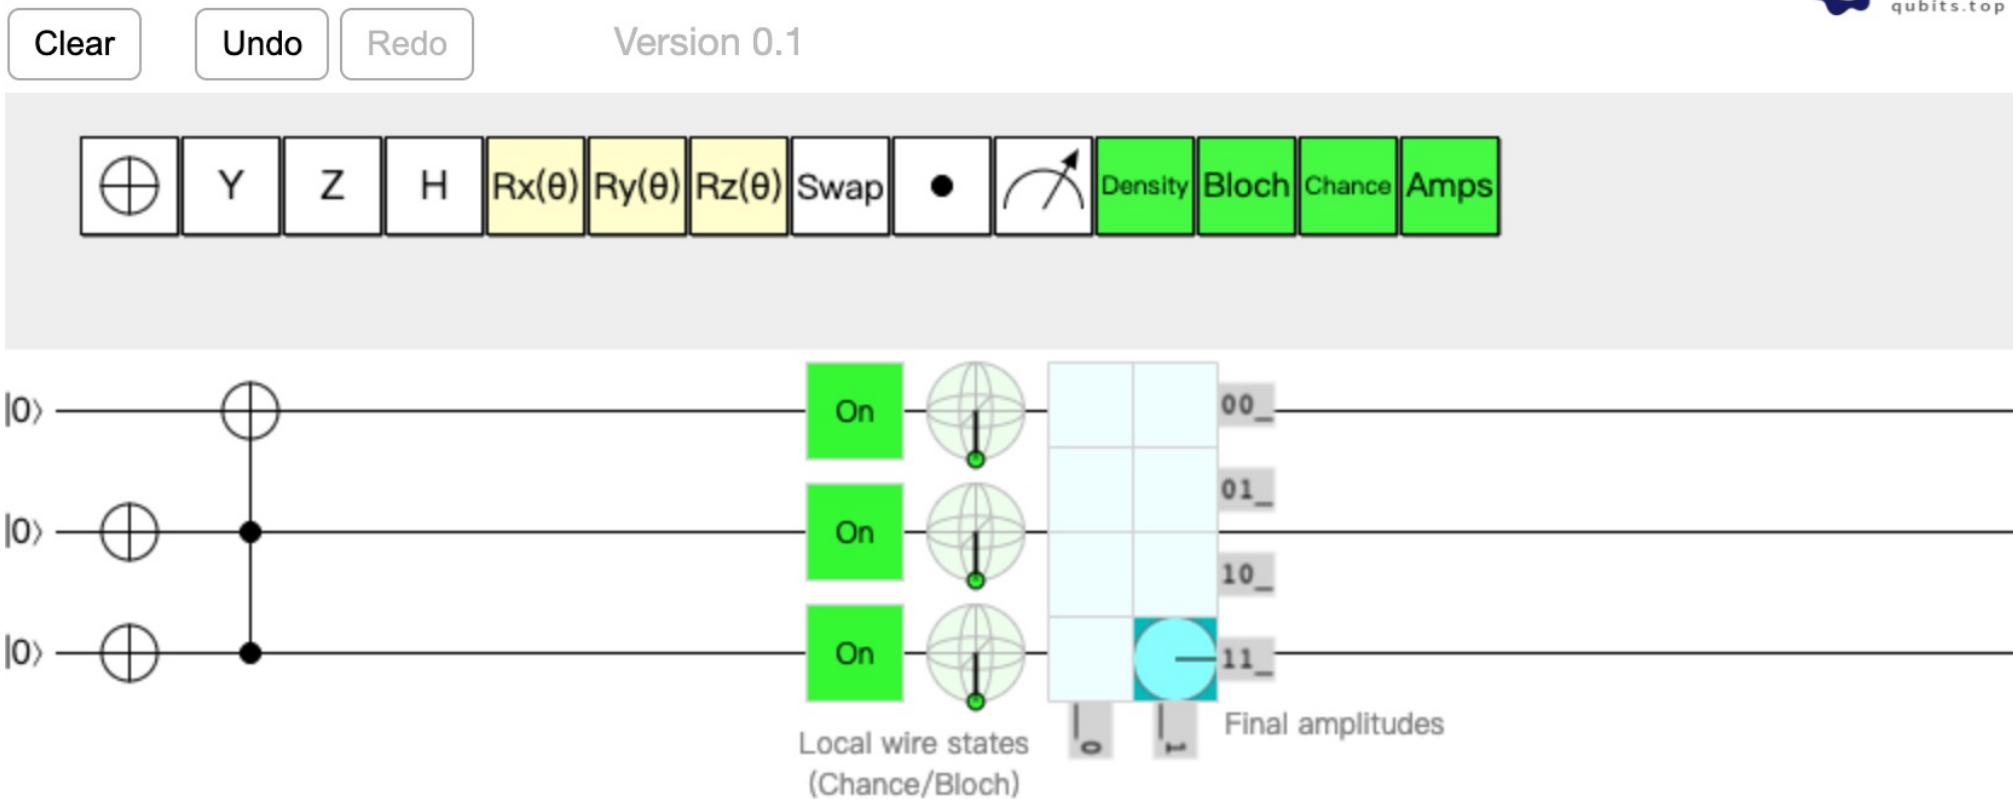 qubits.top
Clear Undo Redo Version 0.1
Y Z H Rx(θ) Ry(θ) Rz(θ) Swap Density Bloch Chance Amps
|0⟩ On 00_
01_
|0⟩ On
10_
|0⟩ On 11_
|0 |1
Final amplitudes
Local wire states
(Chance/Bloch)